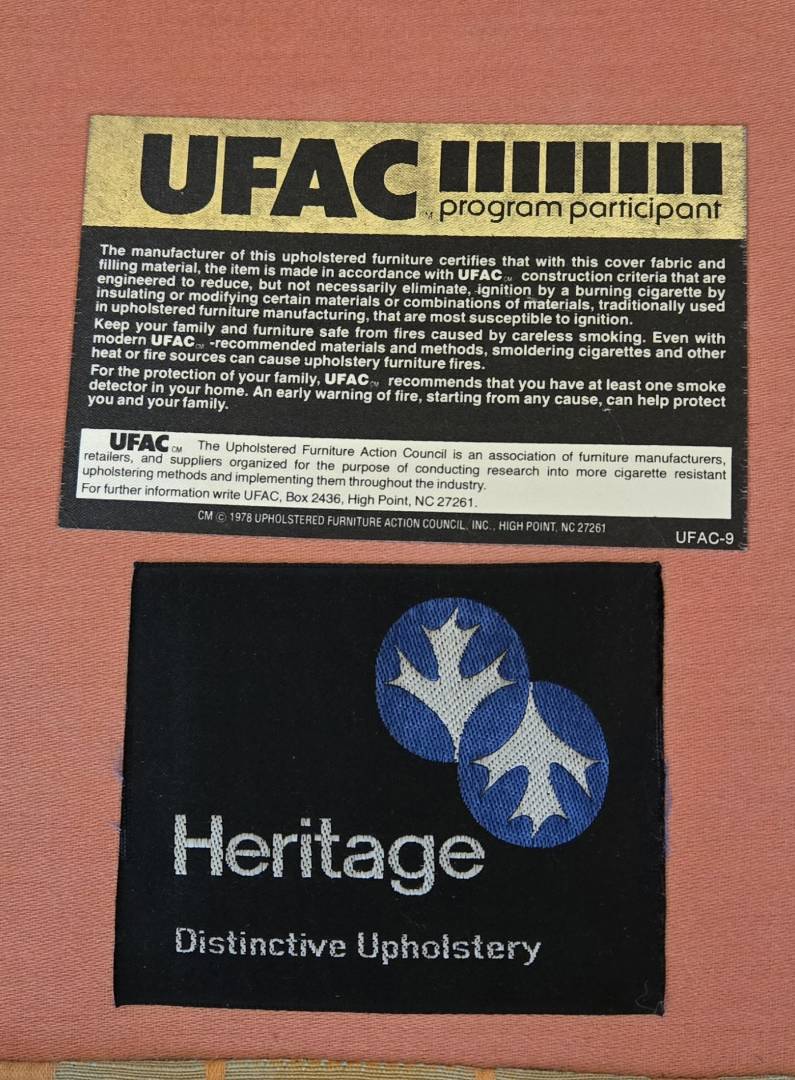 UFAC TM program participant
The manufacturer of this upholstered furniture certifies that with this cover fabric and
filling material, the item is made in accordance with UFAC CM construction criteria that are
engineered to reduce, but not necessarily eliminate, ignition by a burning cigarette by
insulating or modifying certain materials or combinations of materials, traditionally used
in upholstered furniture manufacturing, that are most susceptible to ignition.
Keep your family and furniture safe from fires caused by careless smoking. Even with
modern UFAC CM -recommended materials and methods, smoldering cigarettes and other
heat or fire sources can cause upholstery furniture fires.
For the protection of your family, UFAC CM recommends that you have at least one smoke
detector in your home. An early warning of fire, starting from any cause, can help protect
you and your family.
UFAC CM The Upholstered Furniture Action Council is an association of furniture manufacturers,
retailers, and suppliers organized for the purpose of conducting research into more cigarette resistant
upholstering methods and implementing them throughout the industry.
For further information write UFAC, Box 2436, High Point, NC 27261.
CM © 1978 UPHOLSTERED FURNITURE ACTION COUNCIL, INC., HIGH POINT, NC 27261
UFAC-9
Heritage
Distinctive Upholstery